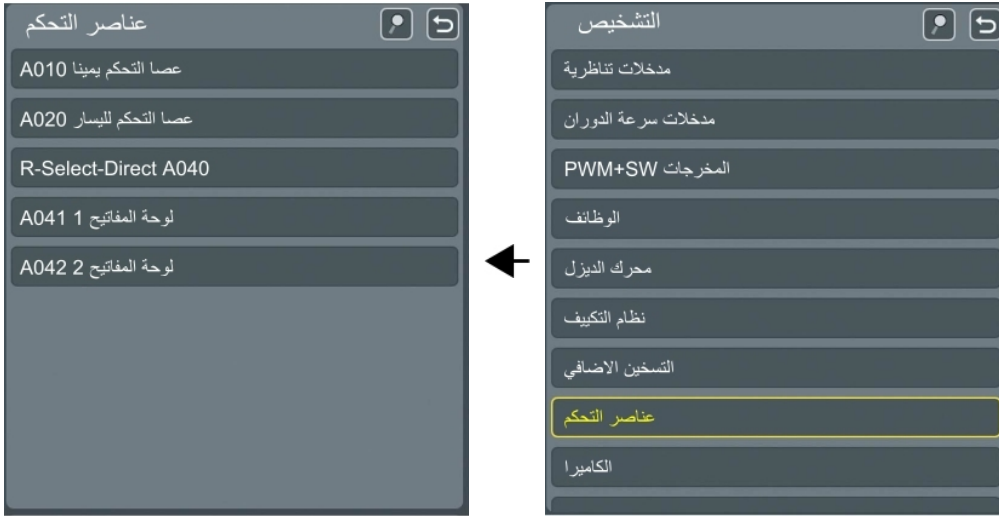 التشخيص
مدخلات تناظرية
مدخلات سرعة الدوران
المخرجات PWM+SW
الوظائف
محرك الديزل
نظام التكييف
التسخين الاضافي
عناصر التحكم
الكاميرا
عناصر التحكم
عصا التحكم يمينا A010
عصا التحكم لليسار A020
R-Select-Direct A040
لوحة المفاتيح 1 A041
لوحة المفاتيح 2 A042